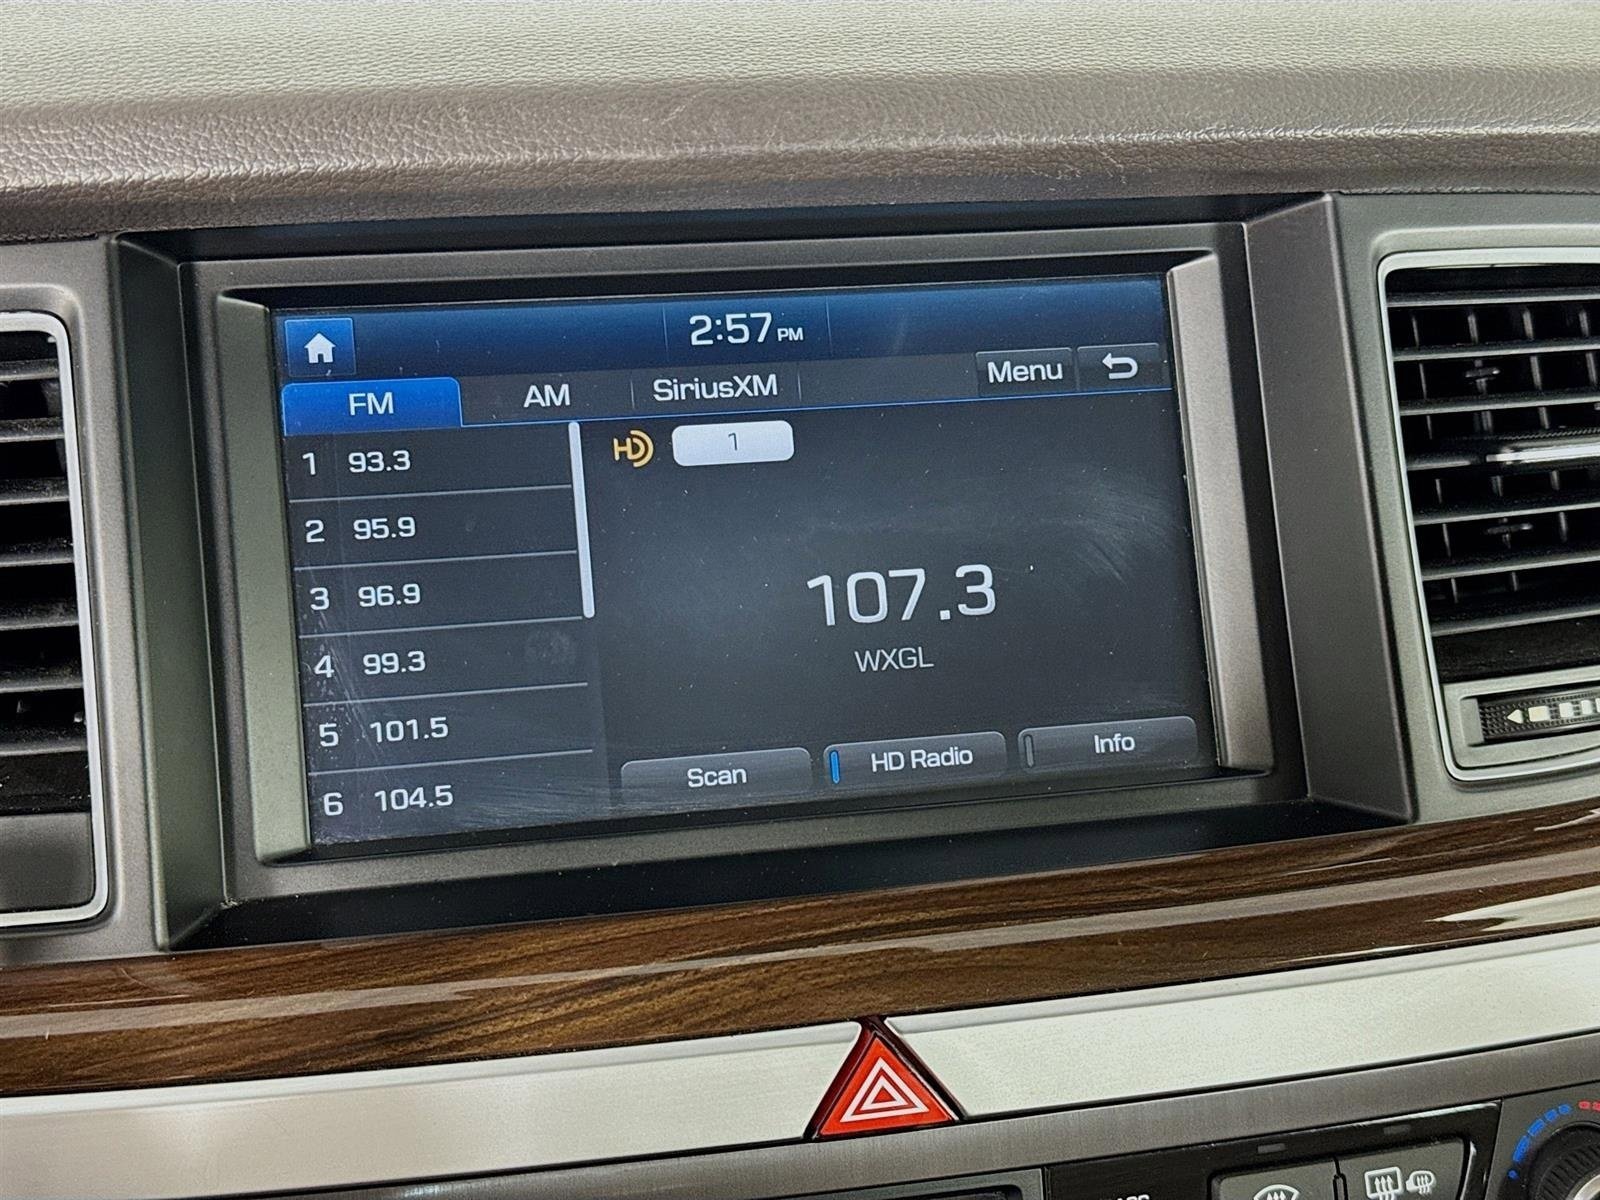 2:57 PM
FM AM SiriusXM Menu
HD 1
1 93.3
2 95.9
3 96.9
4 99.3
5 101.5
6 104.5
107.3
WXGL
Scan HD Radio Info